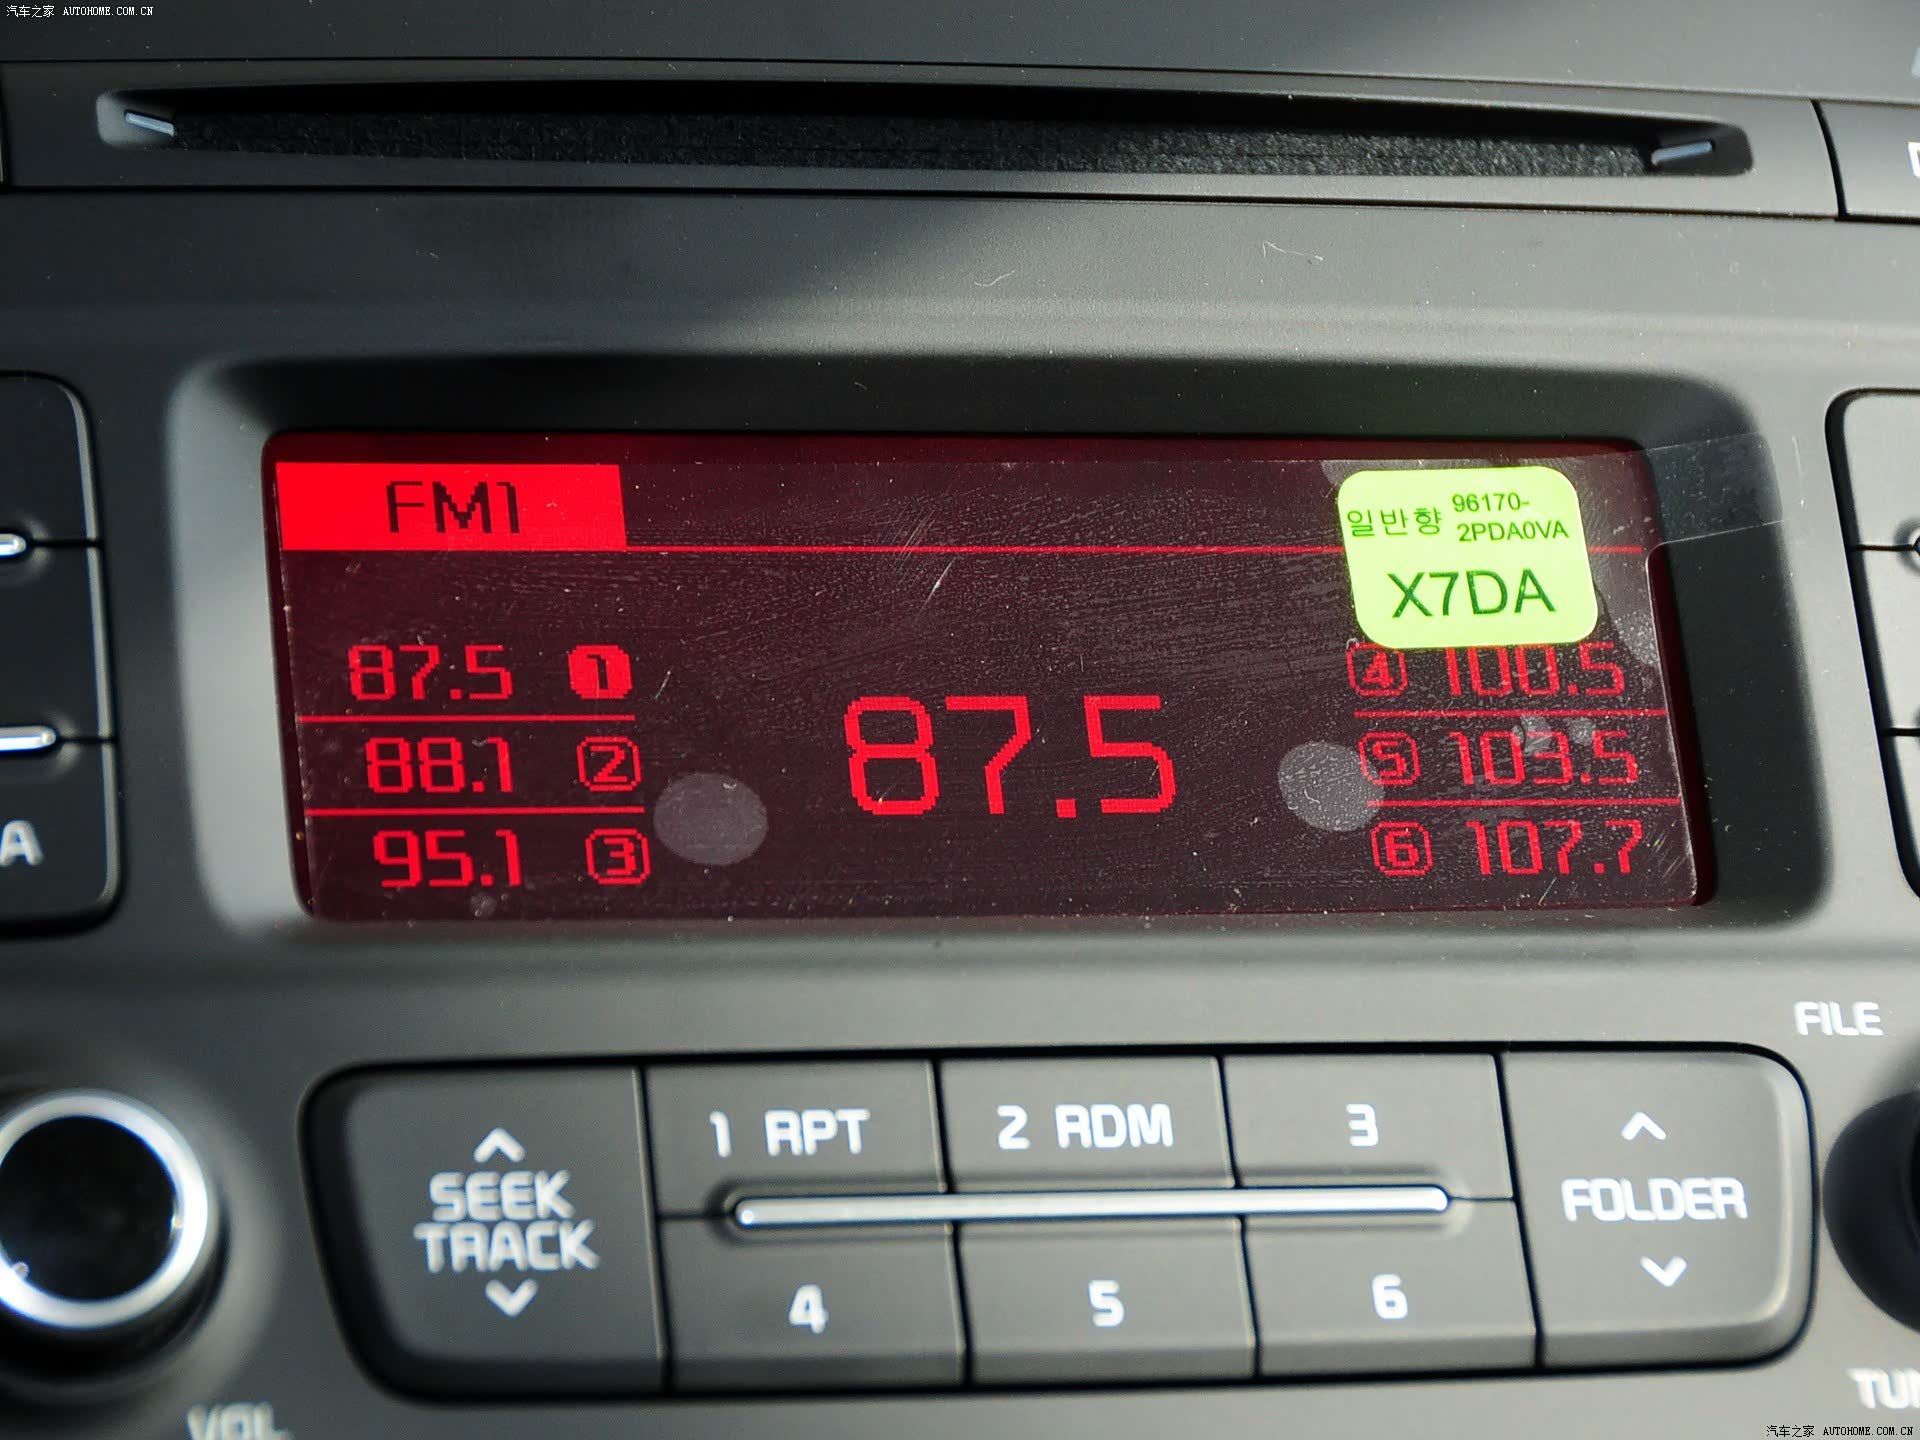 汽车之家 AUTOHOME.COM.CN
FM1
일반향 96170-
2PDA0VA
X7DA
87.5 1
88.1 2
95.1 3
87.5
4 100.5
5 103.5
6 107.7
A
FILE
SEEK
TRACK
1 RPT
2 RDM
3
4
5
6
FOLDER
VOL
汽车之家 AUTOHOME.COM.CN